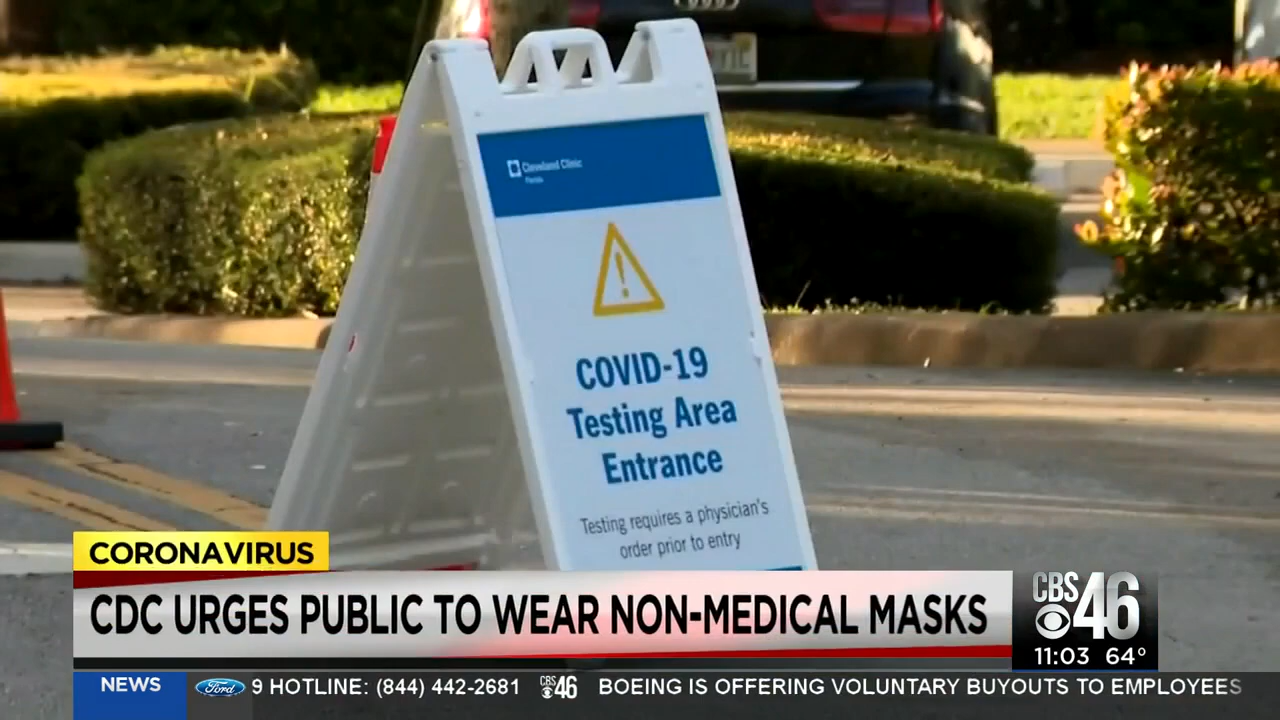 Cleveland Clinic
Florida
!
COVID-19
Testing Area
Entrance
Testing requires a physician's
order prior to entry
CORONAVIRUS
CDC URGES PUBLIC TO WEAR NON-MEDICAL MASKS
CBS 46
11:03 64°
NEWS Ford 9 HOTLINE: (844) 442-2681 CBS 46 BOEING IS OFFERING VOLUNTARY BUYOUTS TO EMPLOYEES